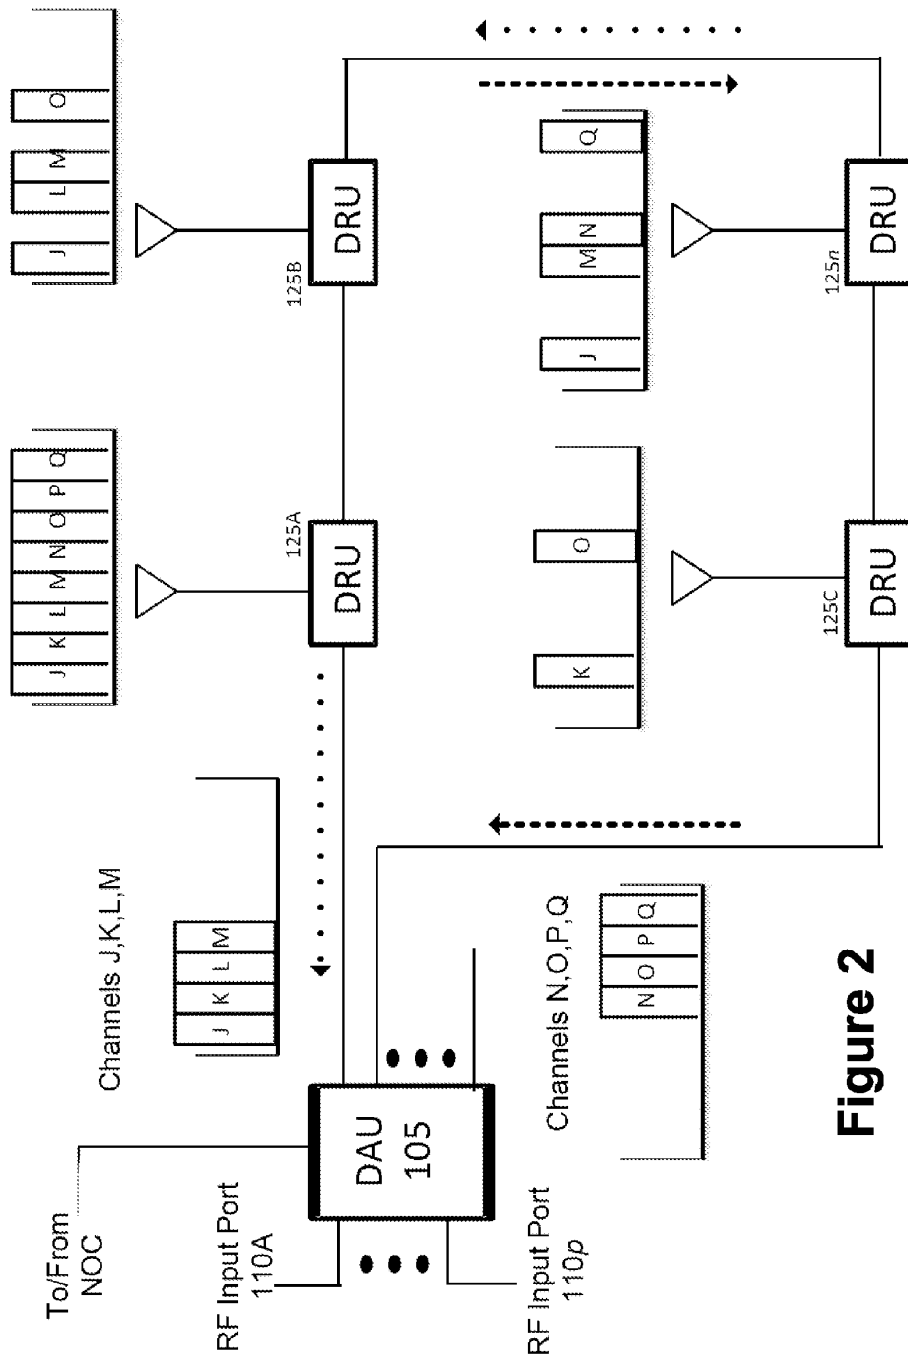 To/From
NOC
RF Input Port
110A
RF Input Port
110p
DAU
105
Channels J,K,L,M
J K L M
Channels N,O,P,Q
N O P Q
J K L M N O P Q
125A
DRU
J L M O
125B
DRU
K O
125C
DRU
J M N Q
125n
DRU
Figure 2